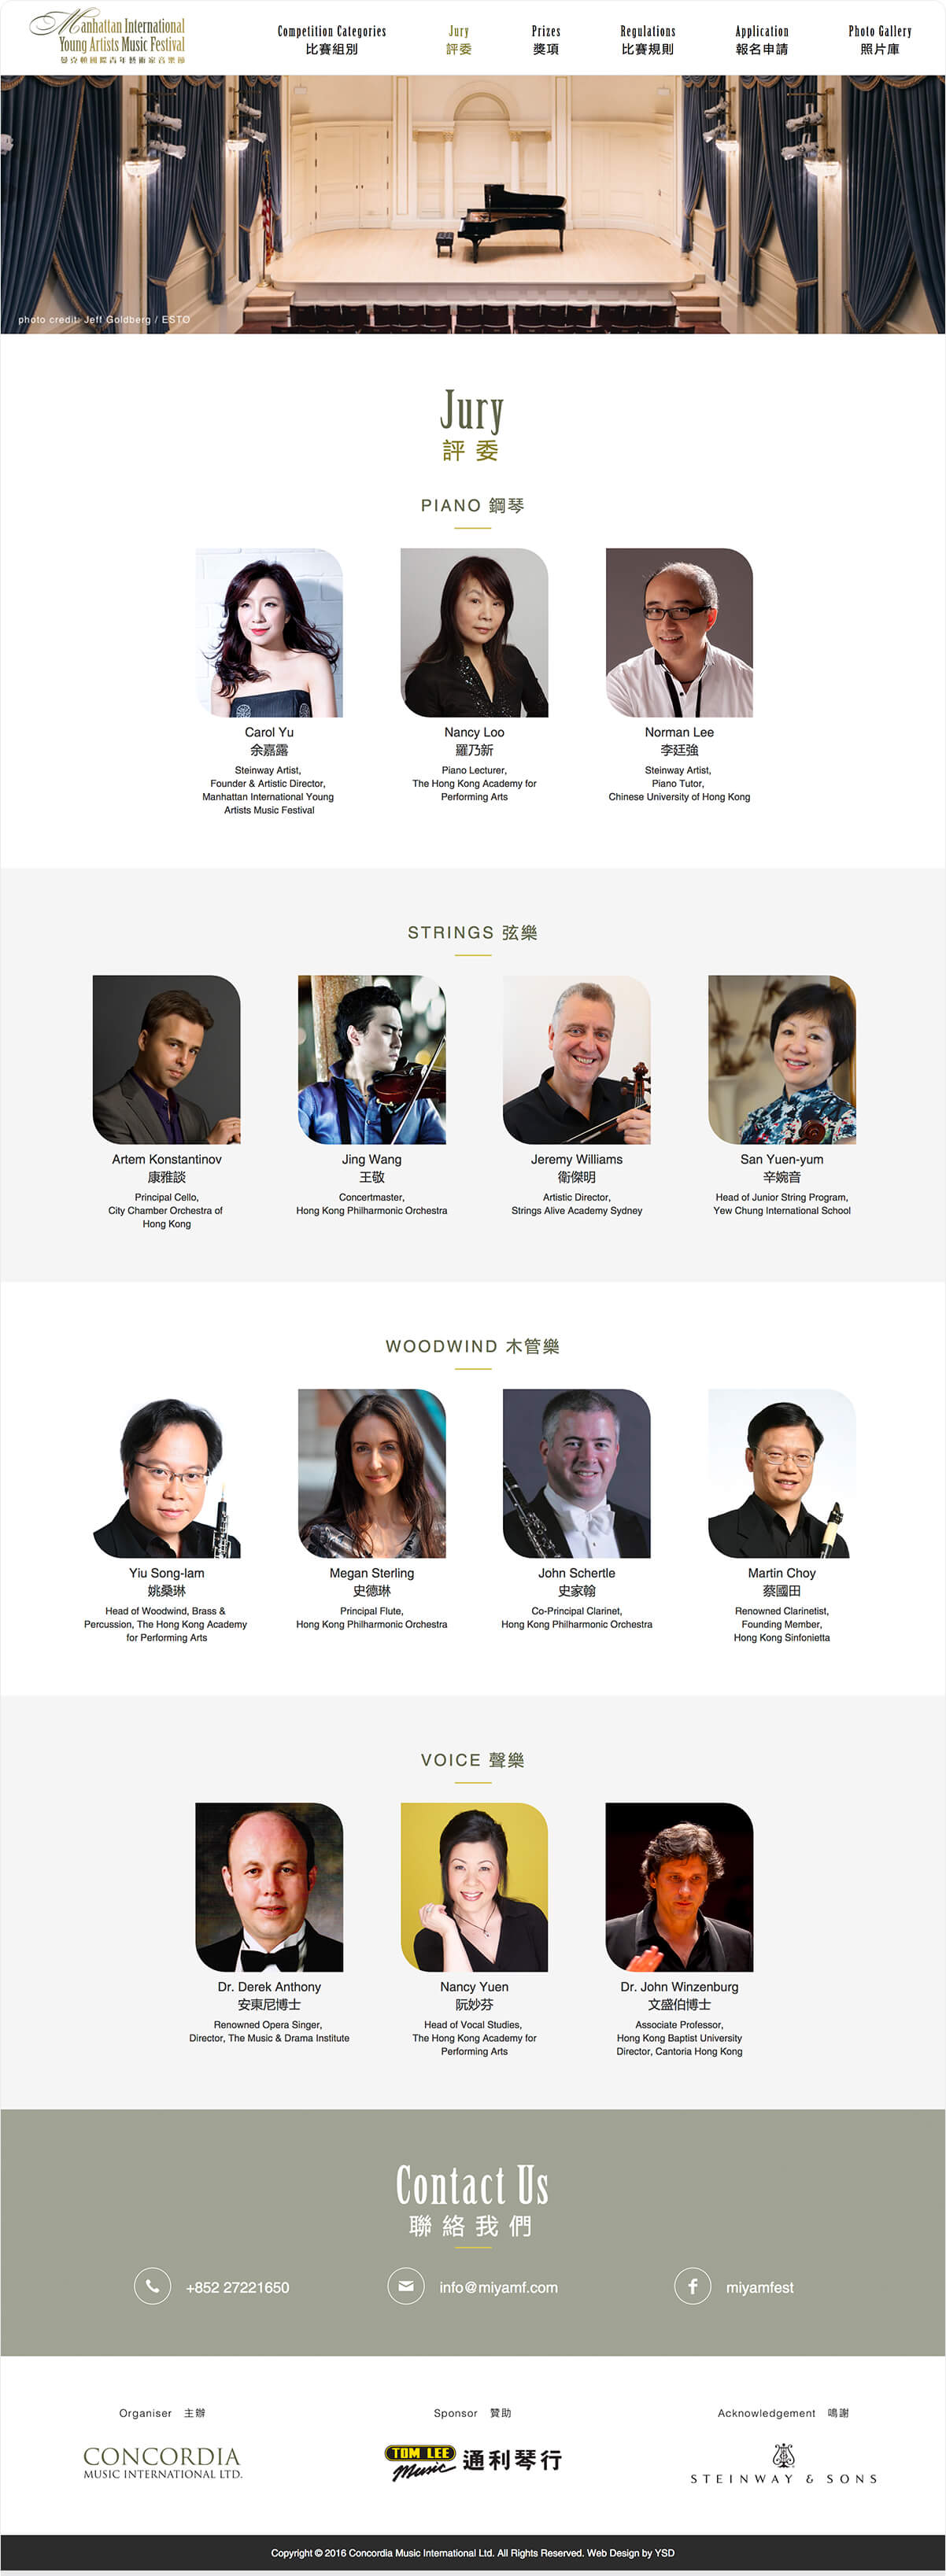 Manhattan International
Young Artists Music Festival
曼克頓國際青年藝術家音樂節
Competition Categories
比賽組別
Jury
評委
Prizes
獎項
Regulations
比賽規則
Application
報名申請
Photo Gallery
照片庫
photo credit: Jeff Goldberg / ESTO
Jury
評委
PIANO 鋼琴
Carol Yu
余嘉露
Steinway Artist,
Founder & Artistic Director,
Manhattan International Young
Artists Music Festival
Nancy Loo
羅乃新
Piano Lecturer,
The Hong Kong Academy for
Performing Arts
Norman Lee
李廷強
Steinway Artist,
Piano Tutor,
Chinese University of Hong Kong
STRINGS 弦樂
Artem Konstantinov
康雅談
Principal Cello,
City Chamber Orchestra of
Hong Kong
Jing Wang
王敬
Concertmaster,
Hong Kong Philharmonic Orchestra
Jeremy Williams
衛傑明
Artistic Director,
Strings Alive Academy Sydney
San Yuen-yum
辛婉音
Head of Junior String Program,
Yew Chung International School
WOODWIND 木管樂
Yiu Song-lam
姚桑琳
Head of Woodwind, Brass &
Percussion, The Hong Kong Academy
for Performing Arts
Megan Sterling
史德琳
Principal Flute,
Hong Kong Philharmonic Orchestra
John Schertle
史家翰
Co-Principal Clarinet,
Hong Kong Philharmonic Orchestra
Martin Choy
蔡國田
Renowned Clarinetist,
Founding Member,
Hong Kong Sinfonietta
VOICE 聲樂
Dr. Derek Anthony
安東尼博士
Renowned Opera Singer,
Director, The Music & Drama Institute
Nancy Yuen
阮妙芬
Head of Vocal Studies,
The Hong Kong Academy for
Performing Arts
Dr. John Winzenburg
文盛伯博士
Associate Professor,
Hong Kong Baptist University
Director, Cantoria Hong Kong
Contact Us
聯絡我們
+852 27221650
info@miyamf.com
miyamfest
Organiser 主辦
CONCORDIA
MUSIC INTERNATIONAL LTD.
Sponsor 贊助
TOM LEE
Music
通利琴行
Acknowledgement 鳴謝
STEINWAY & SONS
Copyright © 2016 Concordia Music International Ltd. All Rights Reserved. Web Design by YSD